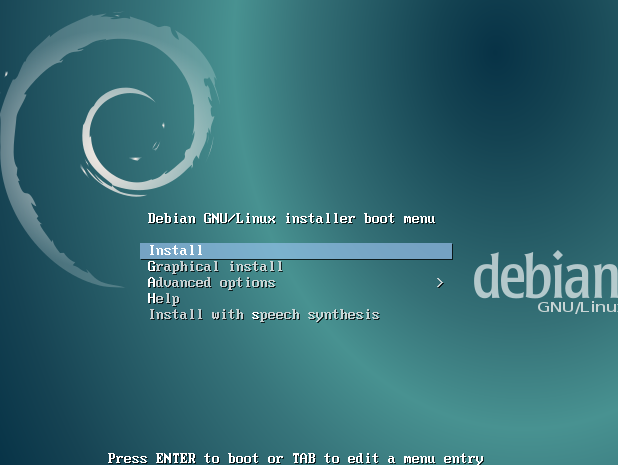 Debian GNU/Linux installer boot menu
Install
Graphical install
Advanced options >
Help
Install with speech synthesis
debian
GNU/Linux
Press ENTER to boot or TAB to edit a menu entry